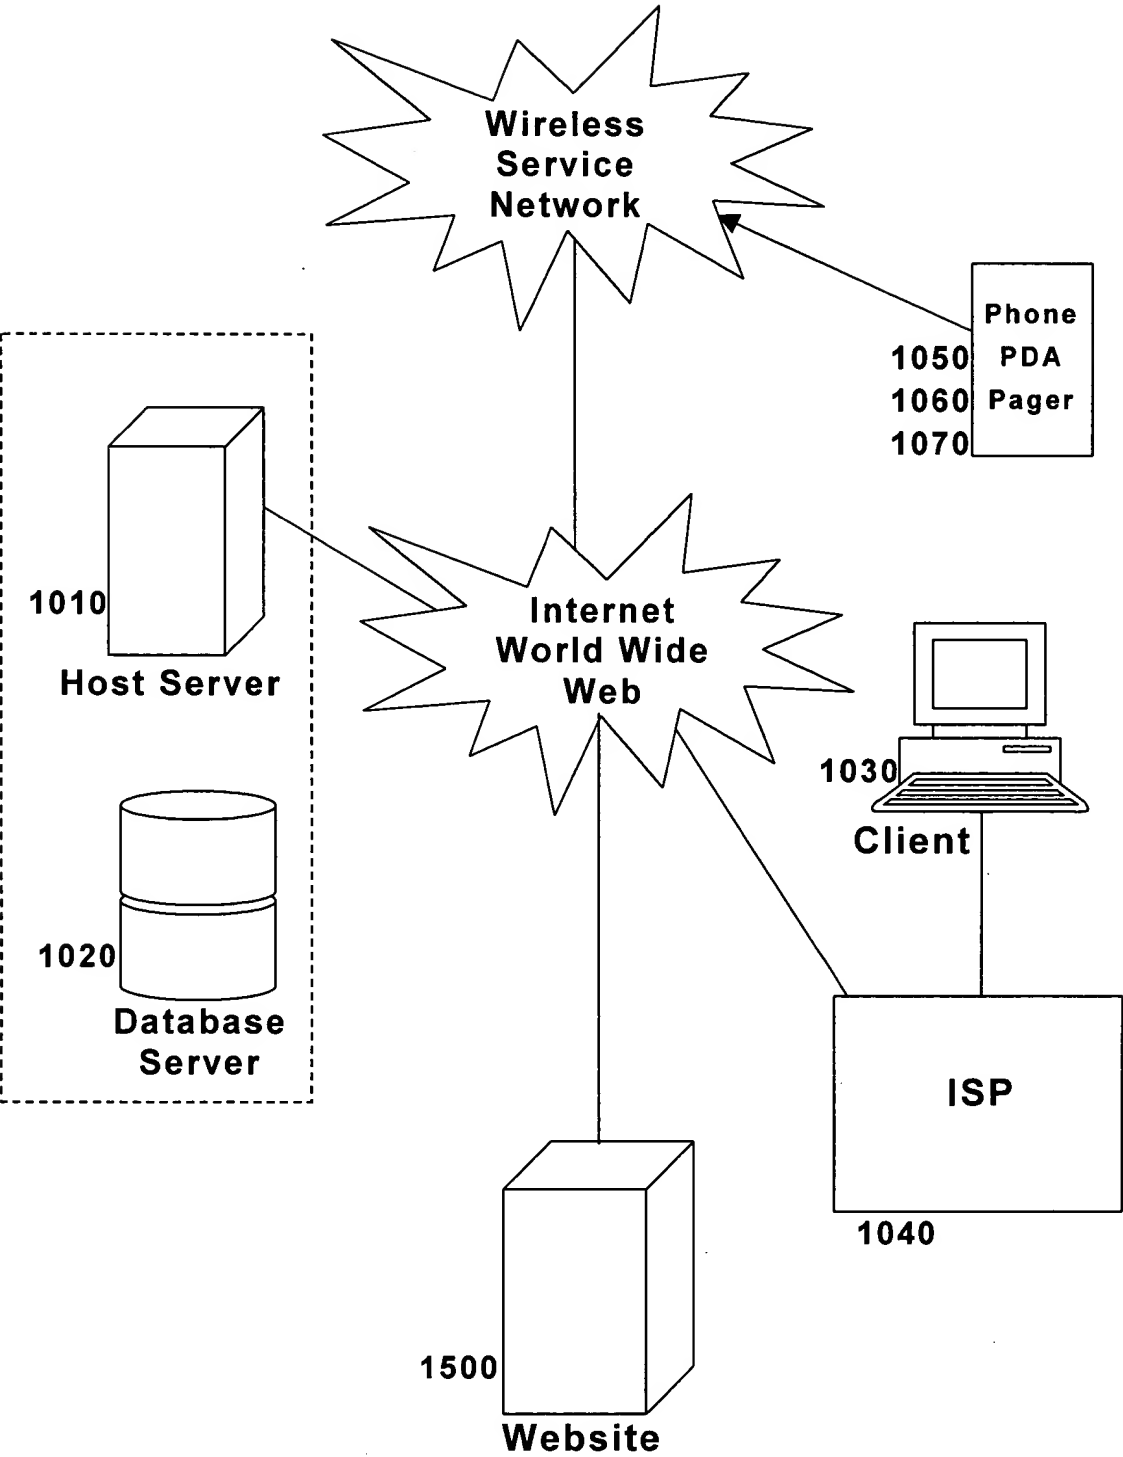 Wireless
Service
Network
Phone
1050 PDA
1060 Pager
1070
1010
Host Server
Internet
World Wide
Web
1030
Client
1020
Database
Server
ISP
1040
1500
Website